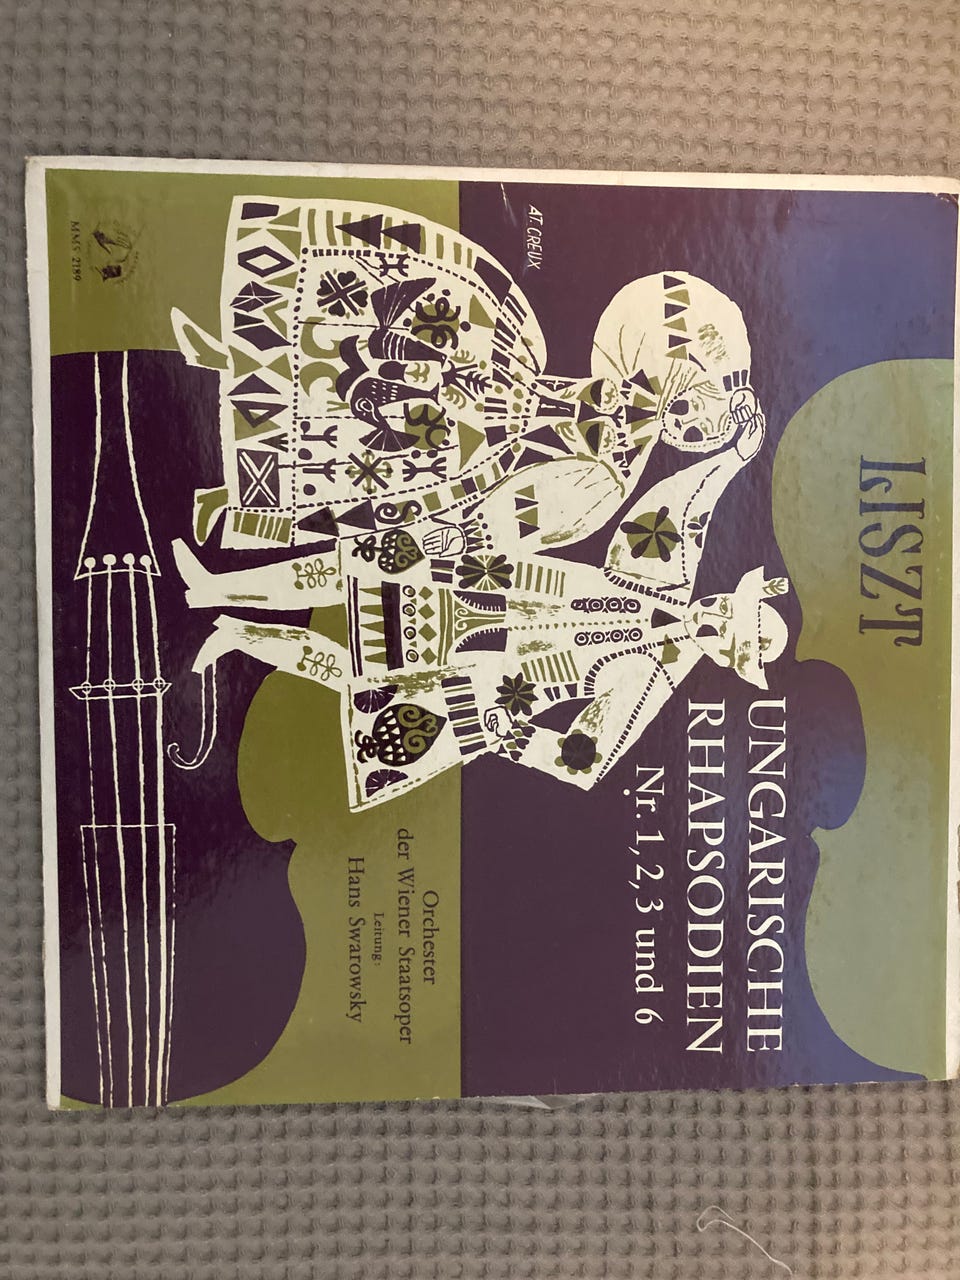 LISZT
UNGARISCHE
RHAPSODIEN
Nr. 1, 2, 3 und 6
AT. CREUX
Orchester
der Wiener Staatsoper
Leitung:
Hans Swarowsky
MMS 2189